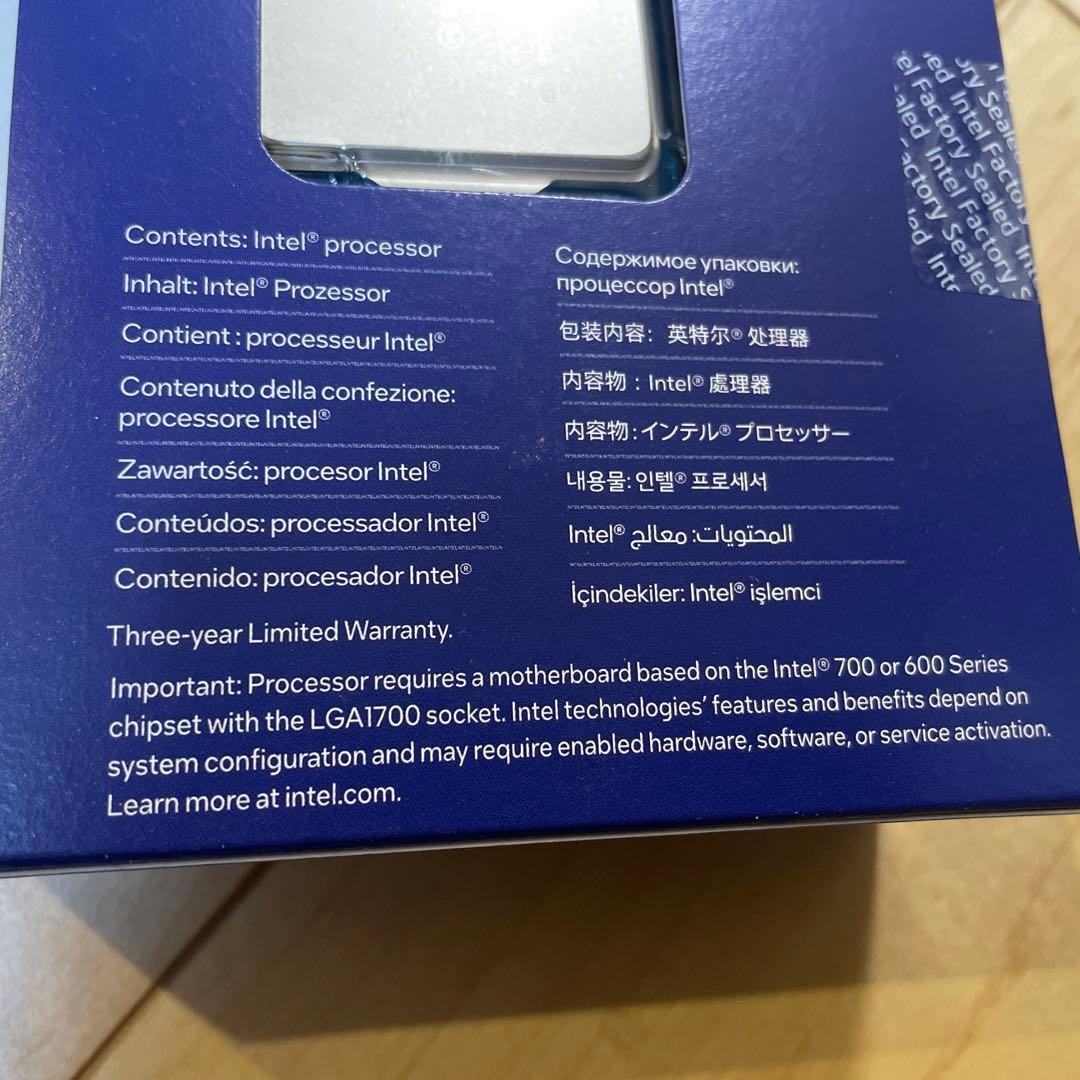 Contents: Intel® processor
Inhalt: Intel® Prozessor
Contient : processeur Intel®
Contenuto della confezione:
processore Intel®
Zawartość: procesor Intel®
Conteúdos: processador Intel®
Contenido: procesador Intel®
Содержимое упаковки:
процессор Intel®
包装内容：英特尔® 处理器
内容物：Intel® 處理器
内容物：インテル® プロセッサー
내용물: 인텔® 프로세서
المحتويات: معالج Intel®
İçindekiler: Intel® işlemci
Three-year Limited Warranty.
Important: Processor requires a motherboard based on the Intel® 700 or 600 Series
chipset with the LGA1700 socket. Intel technologies’ features and benefits depend on
system configuration and may require enabled hardware, software, or service activation.
Learn more at intel.com.
Intel Factory Sealed
Intel Factory Sealed